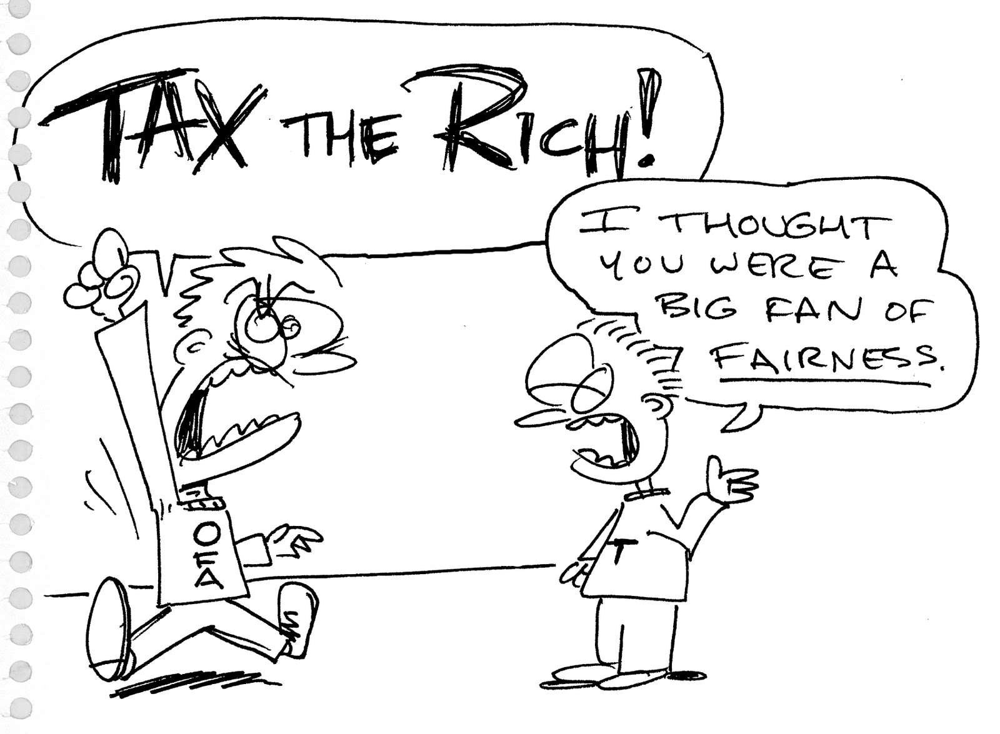 TAX THE RICH!
I THOUGHT
YOU WERE A
BIG FAN OF
FAIRNESS.
OFA
T